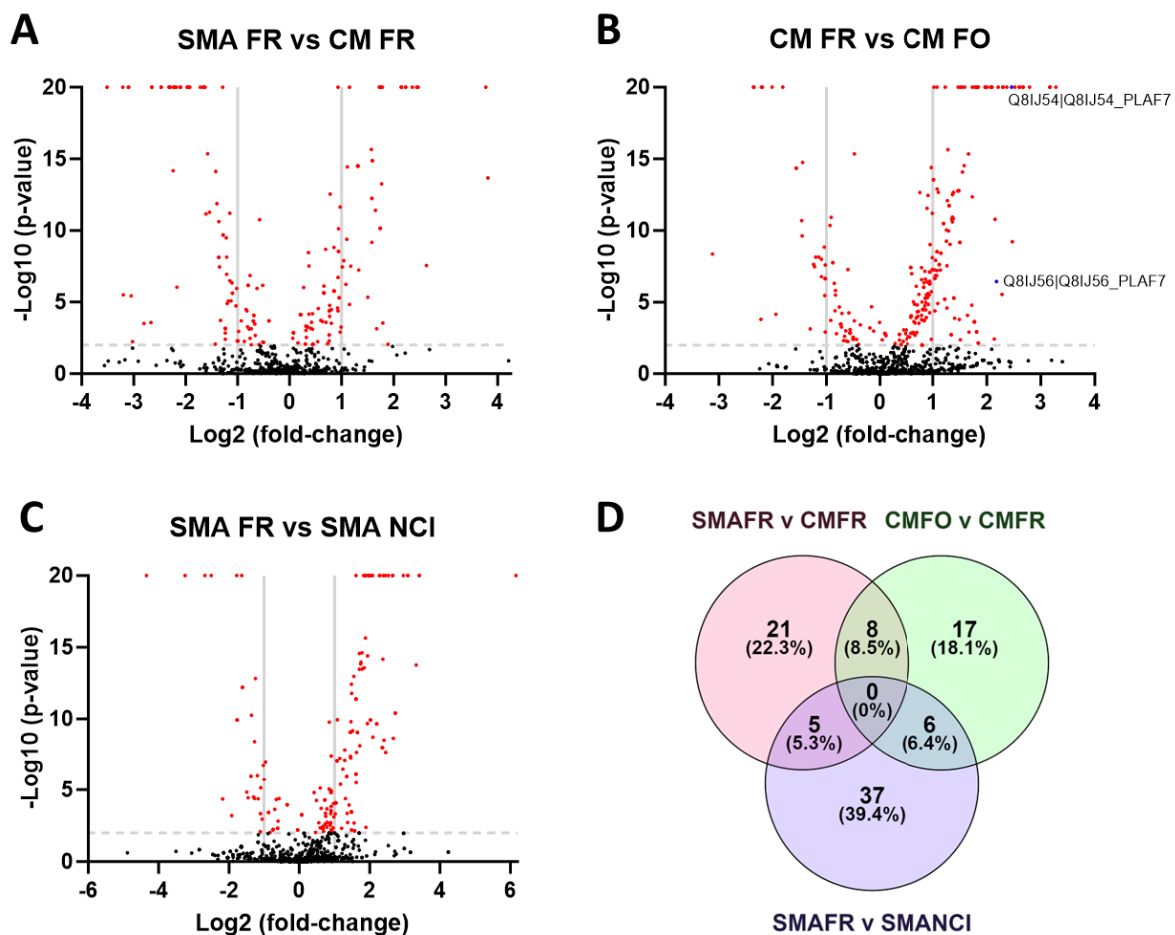 A
SMA FR vs CM FR
-Log10 (p-value)
20
15
10
5
0
-4 -3 -2 -1 0 1 2 3 4
Log2 (fold-change)
B
CM FR vs CM FO
-Log10 (p-value)
20
15
10
5
0
Q8IJ54|Q8IJ54_PLAF7
Q8IJ56|Q8IJ56_PLAF7
-4 -3 -2 -1 0 1 2 3 4
Log2 (fold-change)
C
SMA FR vs SMA NCI
-Log10 (p-value)
20
15
10
5
0
-6 -4 -2 0 2 4 6
Log2 (fold-change)
D
SMAFR v CMFR CMFO v CMFR
21 8 17
(22.3%) (8.5%) (18.1%)
0
(0%)
5 6
(5.3%) (6.4%)
37
(39.4%)
SMAFR v SMANCI